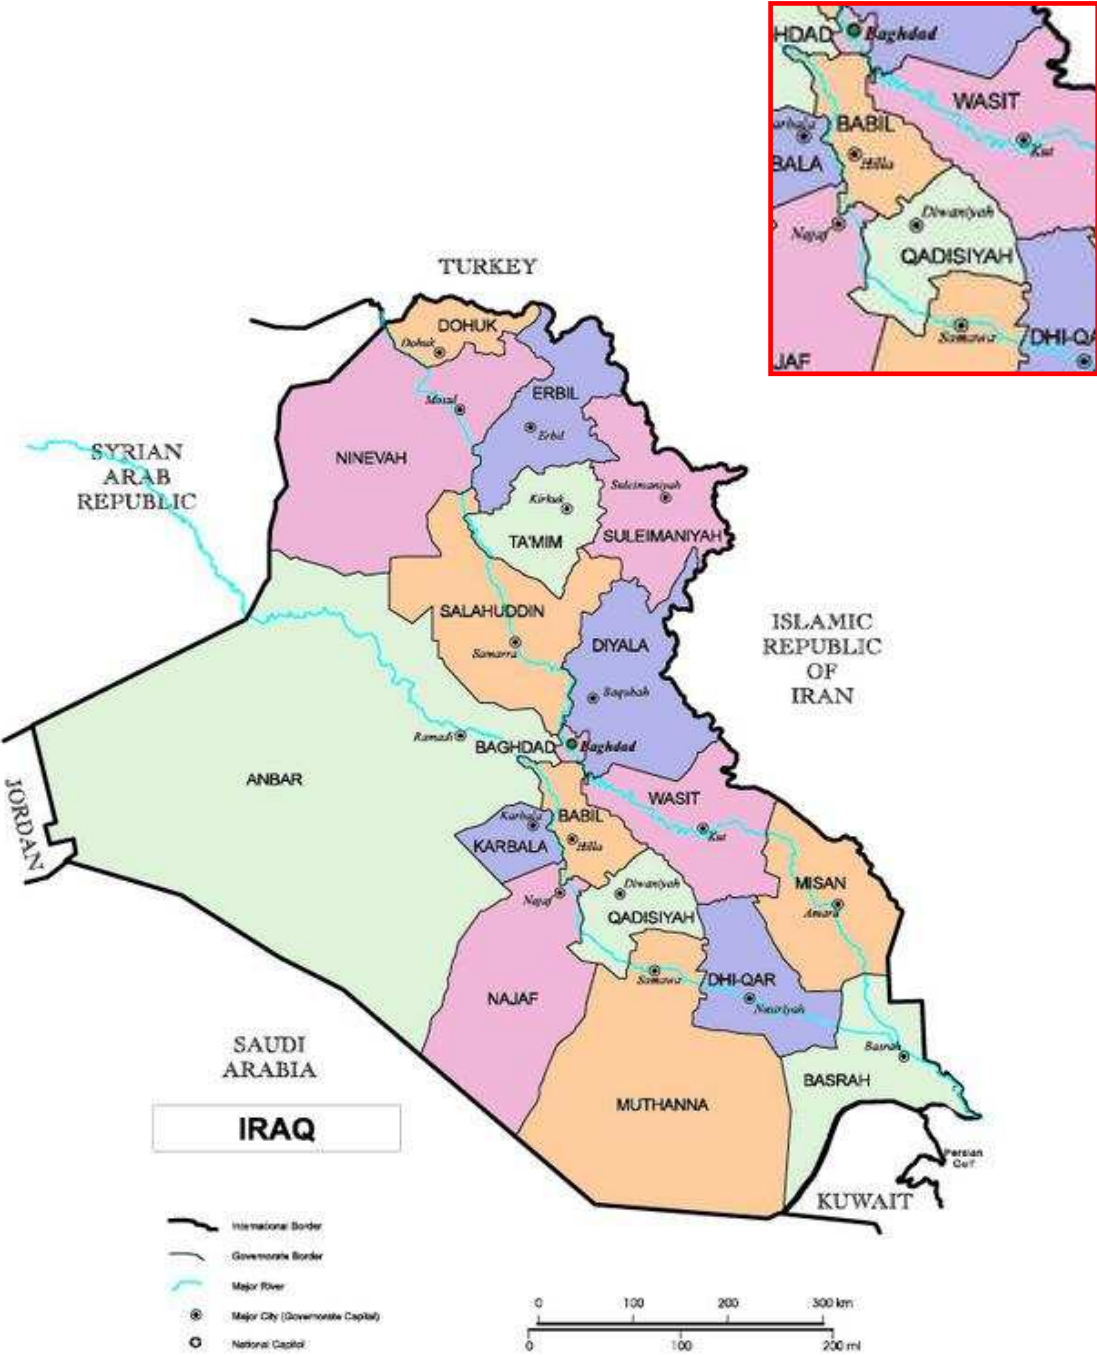 HDAD
Baghdad
WASIT
BABIL
Kut
BALA
Hilla
Diwaniyah
Najaf
QADISIYAH
Samawa
DHI-QA
JAF
TURKEY
DOHUK
Dohuk
ERBIL
Mosul
Erbil
SYRIAN
ARAB
REPUBLIC
NINEVAH
Suleimaniyah
Kirkuk
TA'MIM
SULEIMANIYAH
SALAHUDDIN
Samarra
DIYALA
ISLAMIC
REPUBLIC
OF
IRAN
Baqubah
Ramadi
BAGHDAD
Baghdad
ANBAR
JORDAN
WASIT
Karbala
BABIL
Kut
KARBALA
Hilla
MISAN
Diwaniyah
Najaf
Amara
QADISIYAH
Samawa
DHI-QAR
NAJAF
Nasiriyah
SAUDI
ARABIA
Basrah
BASRAH
MUTHANNA
IRAQ
Persian
Gulf
KUWAIT
International Border
Governorate Border
Major River
Major City (Governorate Capital)
National Capitol
0 100 200 300 km
0 100 200 mi